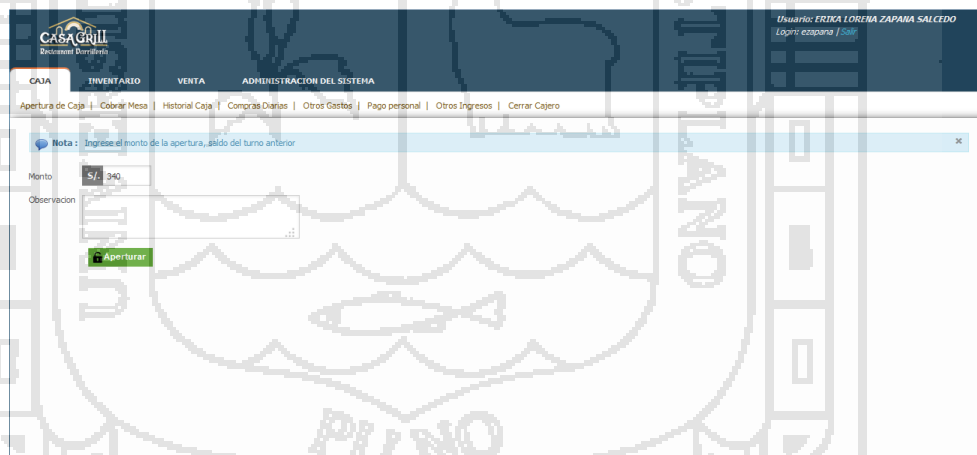 CASAGRILL
Restaurant Parrilleria
Usuario: ERIKA LORENA ZAPANA SALCEDO
Login: ezapana | Salir
CAJA INVENTARIO VENTA ADMINISTRACION DEL SISTEMA
Apertura de Caja | Cobrar Mesa | Historial Caja | Compras Diarias | Otros Gastos | Pago personal | Otros Ingresos | Cerrar Cajero
Nota : Ingrese el monto de la apertura, saldo del turno anterior
Monto S/. 340
Observacion
Aperturar
PUNO